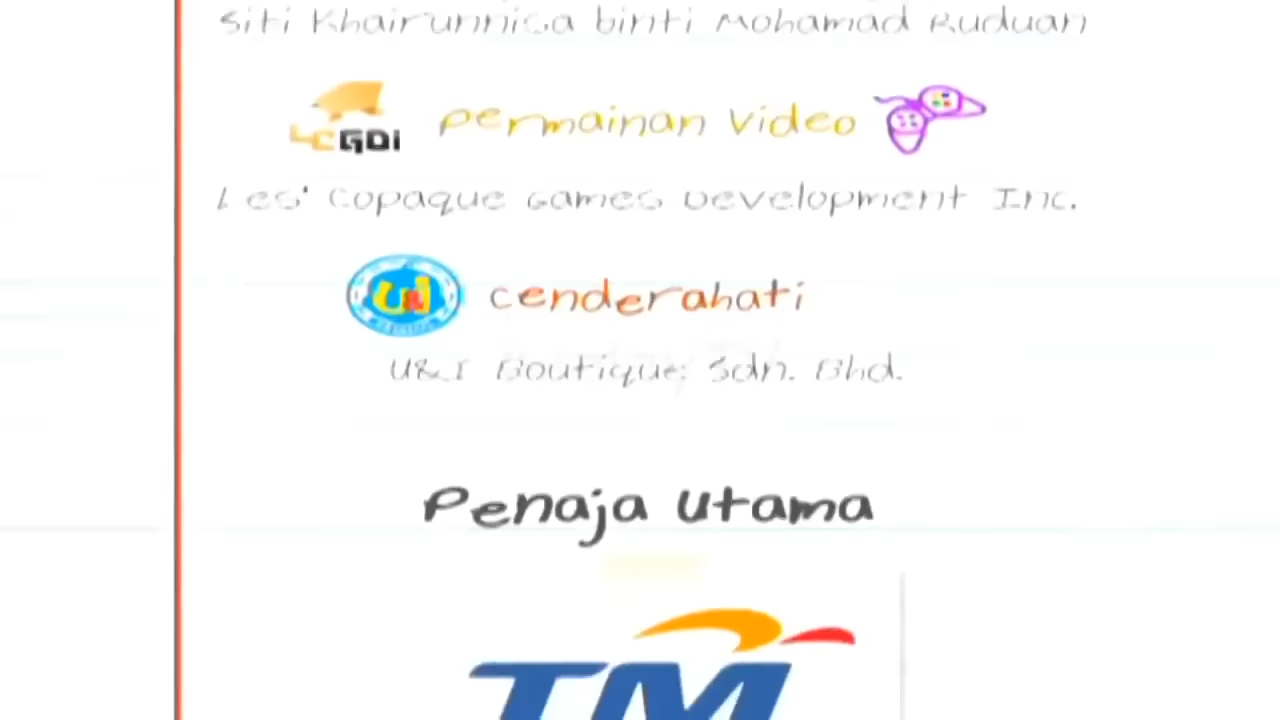 Siti Khairunnisa binti Mohamad Ruduan
LCGDI
Permainan Video
Les' Copaque Games Development Inc.
U&I
Cenderahati
U&I Boutique Sdn. Bhd.
Penaja Utama
TM